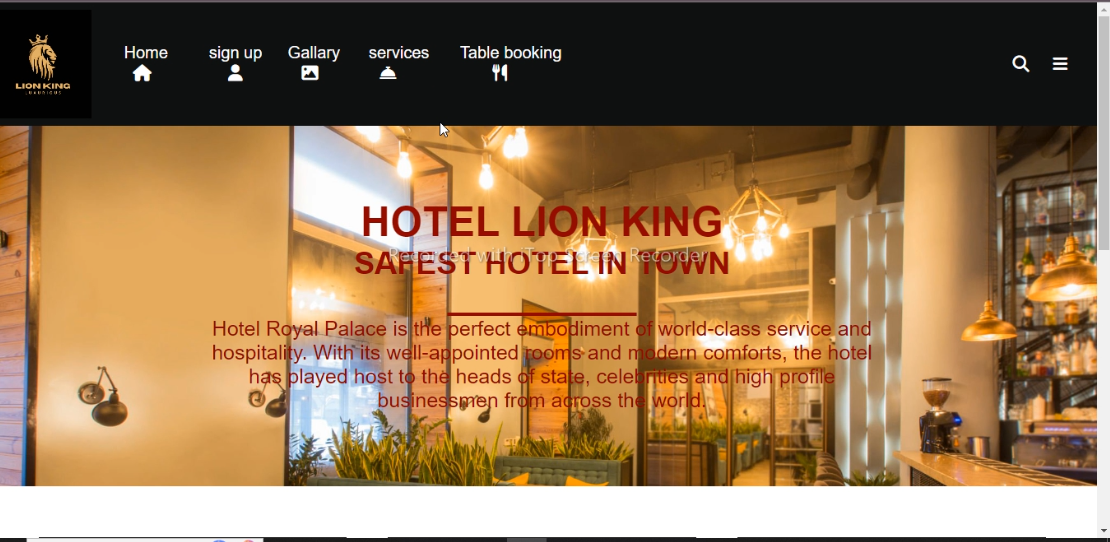 LION KING
LUXURIOUS
Home
sign up
Gallary
services
Table booking
HOTEL LION KING
Recorded with iTop Screen Recorder
SAFEST HOTEL IN TOWN
Hotel Royal Palace is the perfect embodiment of world-class service and
hospitality. With its well-appointed rooms and modern comforts, the hotel
has played host to the heads of state, celebrities and high profile
businessmen from across the world.